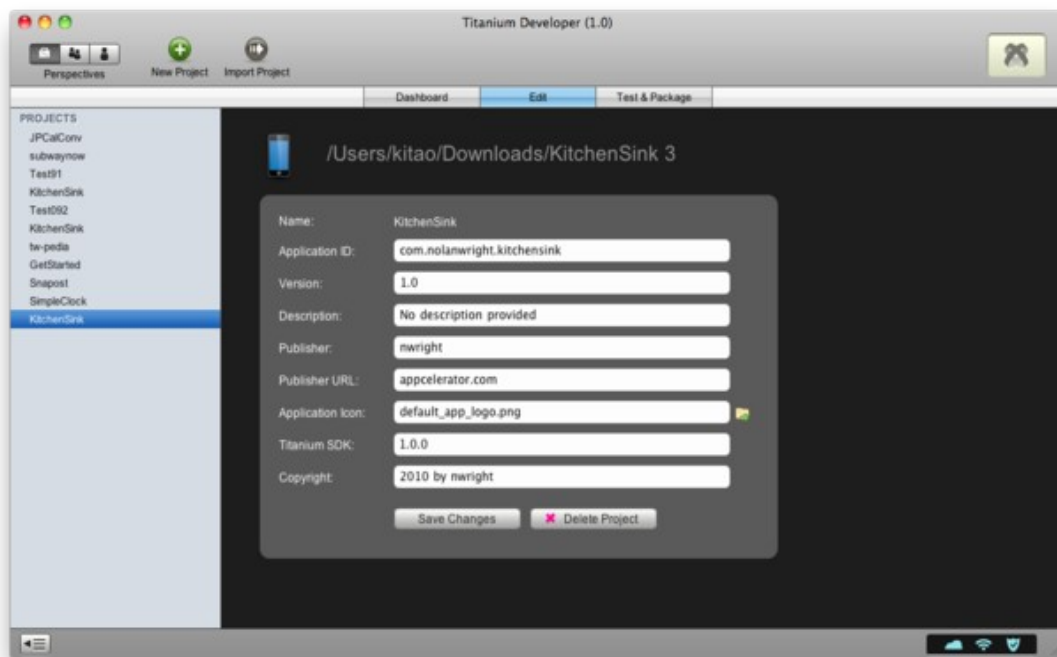 Titanium Developer (1.0)
Perspectives New Project Import Project
Dashboard Edit Test & Package
PROJECTS
JPCalConv
subwaynow
Test91
KitchenSink
Test092
KitchenSink
tw-pedia
GetStarted
Snapost
SimpleClock
KitchenSink
/Users/kitao/Downloads/KitchenSink 3
Name: KitchenSink
Application ID: com.nolanwright.kitchensink
Version: 1.0
Description: No description provided
Publisher: nwright
Publisher URL: appcelerator.com
Application Icon: default_app_logo.png
Titanium SDK: 1.0.0
Copyright: 2010 by nwright
Save Changes Delete Project